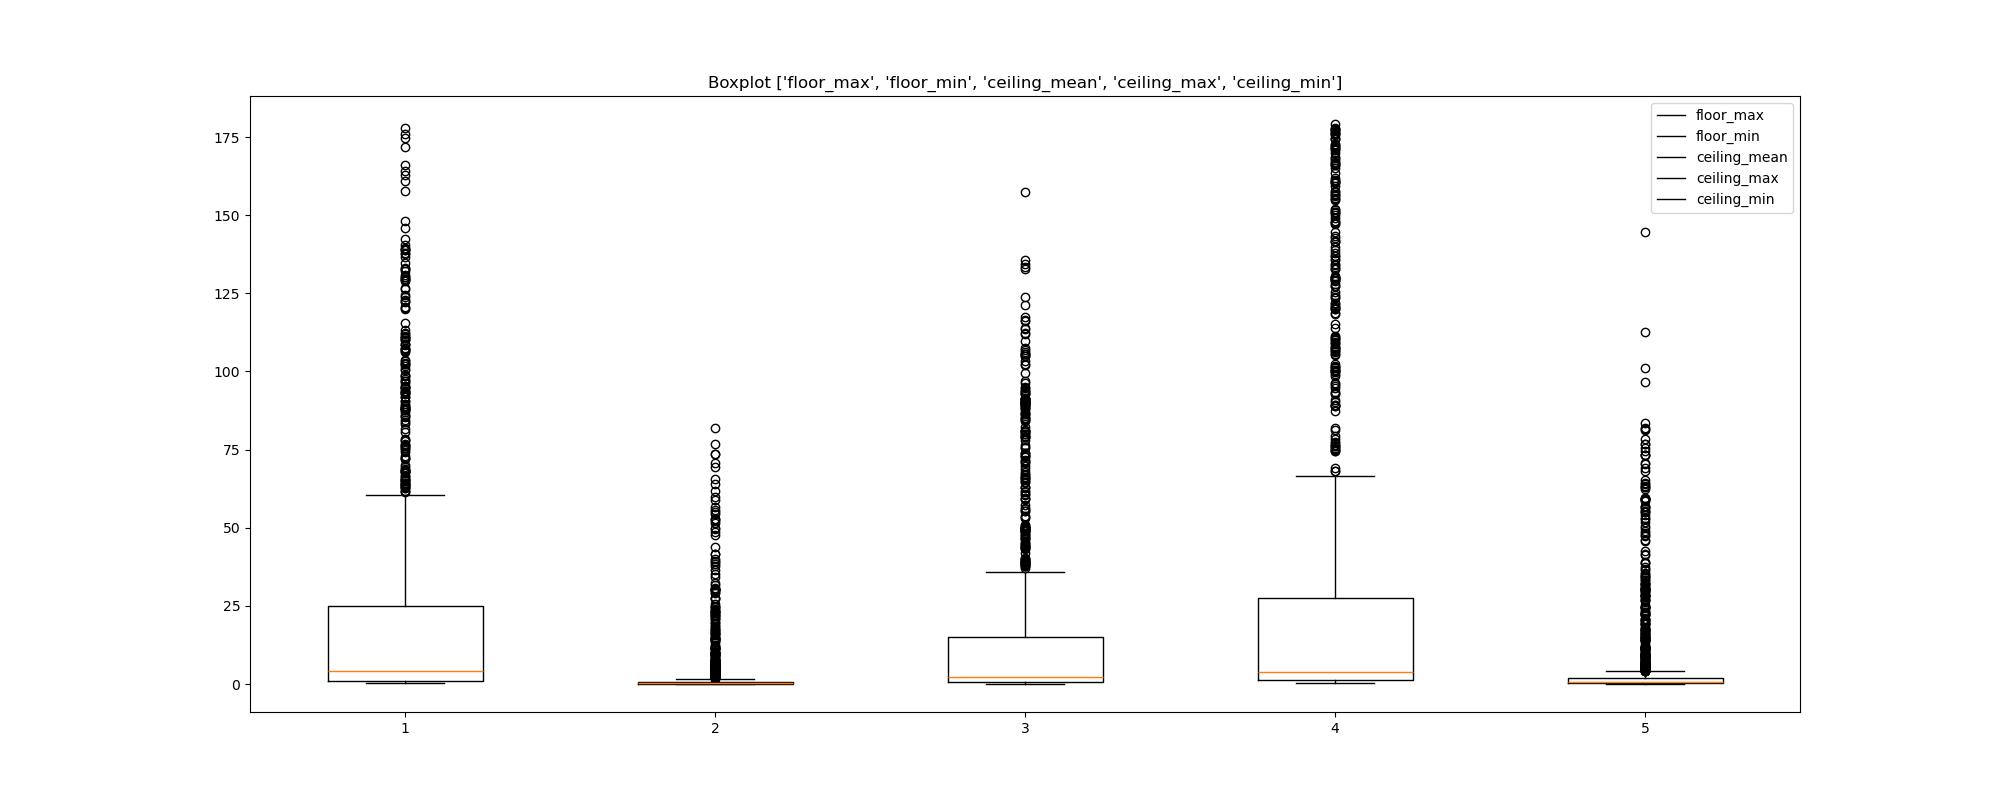 Boxplot ['floor_max', 'floor_min', 'ceiling_mean', 'ceiling_max', 'ceiling_min']
floor_max
floor_min
ceiling_mean
ceiling_max
ceiling_min
175
150
125
100
75
50
25
0
1 2 3 4 5